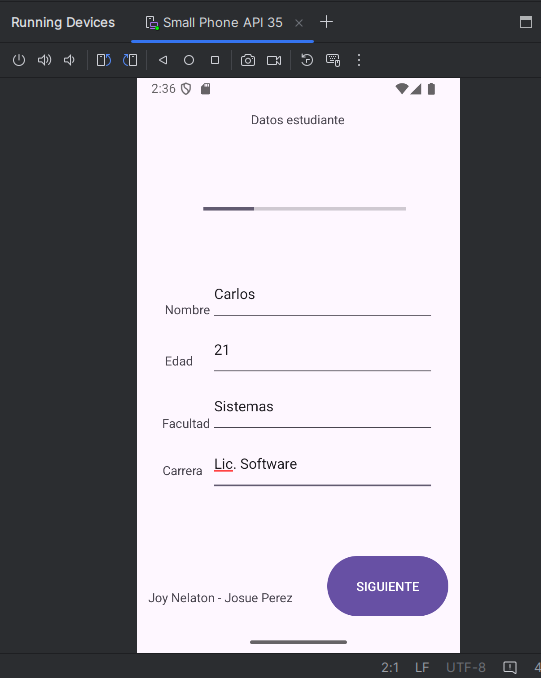 Running Devices Small Phone API 35
2:36
Datos estudiante
Carlos
Nombre
21
Edad
Sistemas
Facultad
Lic. Software
Carrera
SIGUIENTE
Joy Nelaton - Josue Perez
2:1 LF UTF-8 4